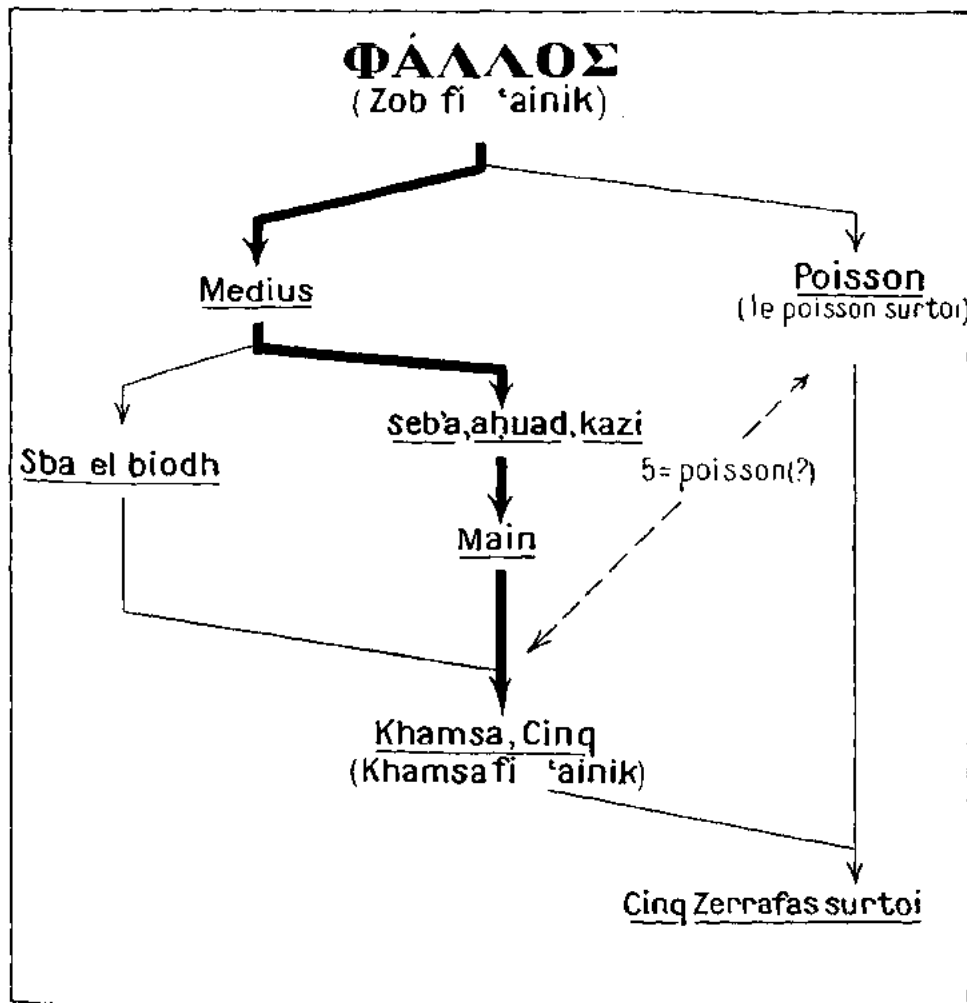 ΦΆΛΛΟΣ
(Zob fi ‘ainik)
Medius
Poisson
(le poisson surtoi)
seb'a, aḥuad, kazi
Sba el biodh
5= poisson(?)
Main
Khamsa, Cinq
(Khamsa fi ‘ainik)
Cinq Zerrafas surtoi